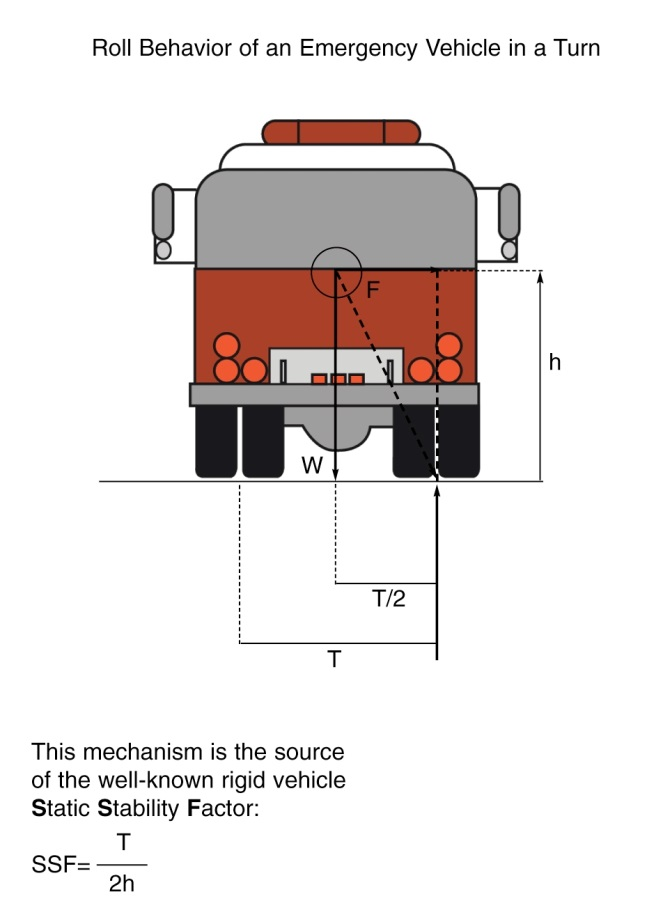 Roll Behavior of an Emergency Vehicle in a Turn
F
h
W
T/2
T
This mechanism is the source
of the well-known rigid vehicle
Static Stability Factor:
T
SSF=
2h